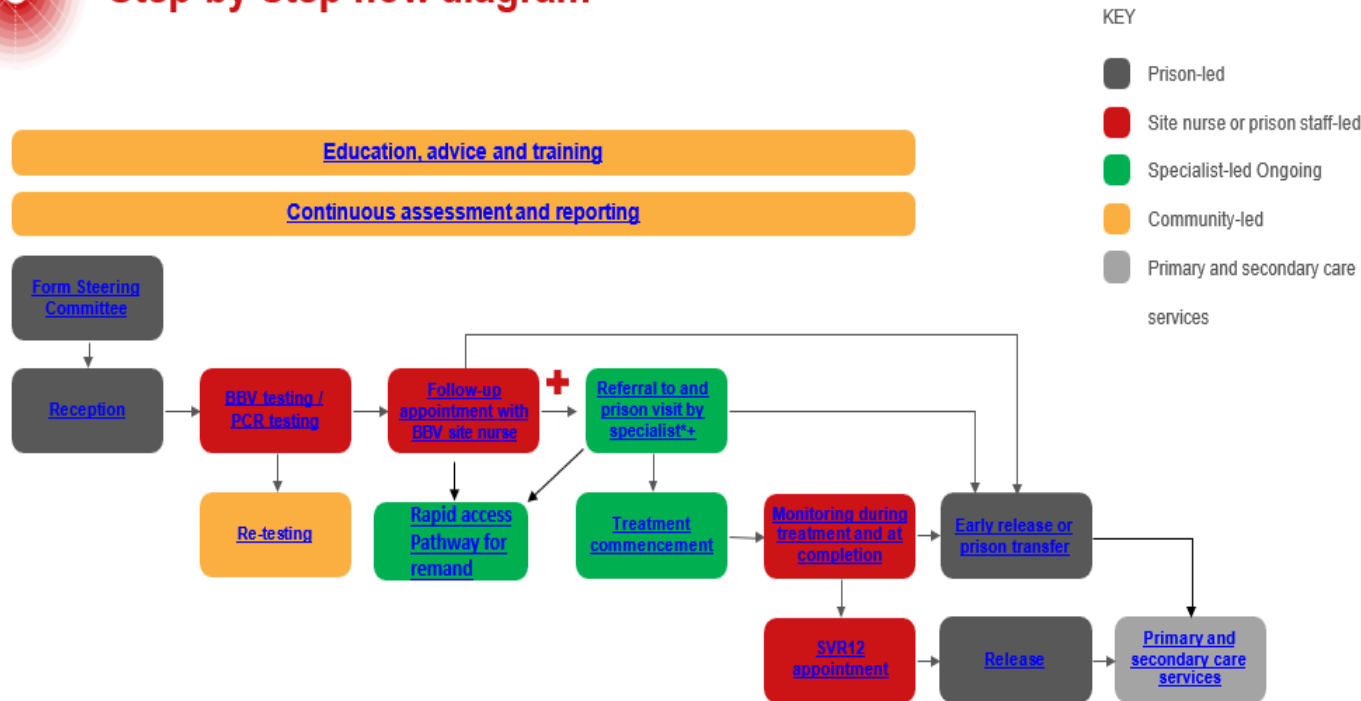 Step-by-step flow diagram
KEY
Prison-led
Site nurse or prison staff-led
Specialist-led Ongoing
Community-led
Primary and secondary care
services
Education, advice and training
Continuous assessment and reporting
Form Steering
Committee
Reception
BBV testing /
PCR testing
Follow-up
appointment with
BBV site nurse
Referral to and
prison visit by
specialist*+
Re-testing
Rapid access
Pathway for
remand
Treatment
commencement
Monitoring during
treatment and at
completion
Early release or
prison transfer
SVR12
appointment
Release
Primary and
secondary care
services